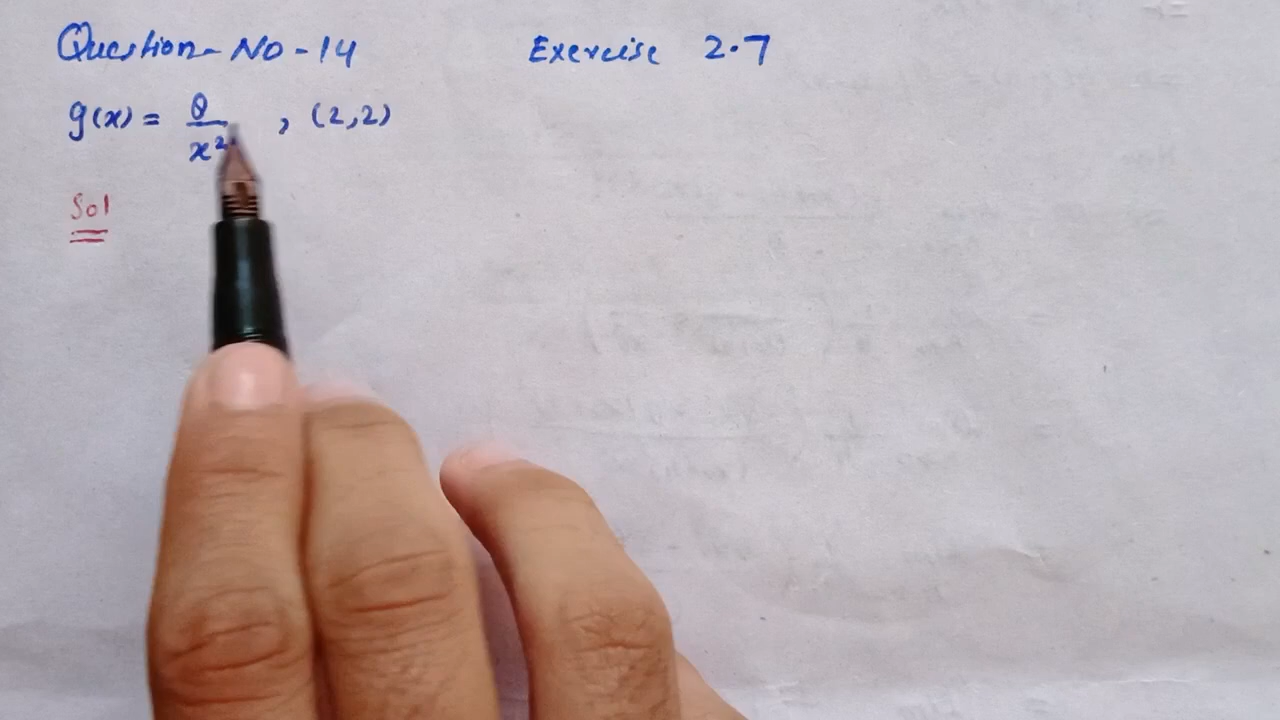 Question- No - 14 Exercise 2.7
g(x) = 8/x² , (2,2)
Sol